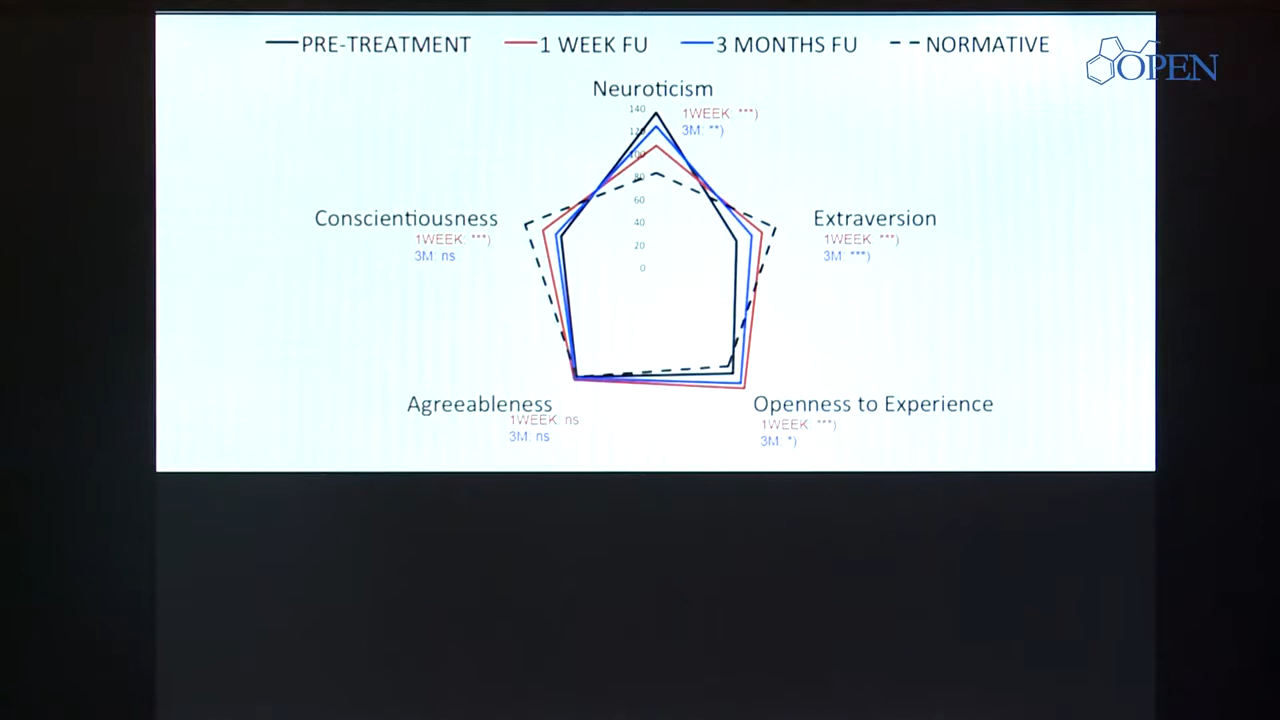 PRE-TREATMENT
1 WEEK FU
3 MONTHS FU
NORMATIVE
OPEN
Neuroticism
140
120
100
80
60
40
20
0
1WEEK: ***)
3M: **)
Conscientiousness
1WEEK: ***)
3M: ns
Extraversion
1WEEK: ***)
3M: ***)
Agreeableness
1WEEK: ns
3M: ns
Openness to Experience
1WEEK: ***)
3M: *)